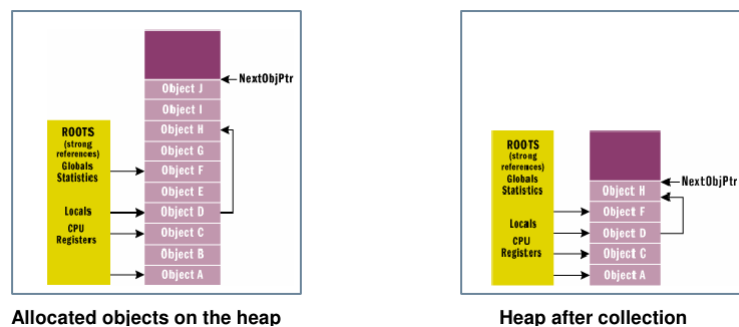 NextObjPtr
Object J
Object I
Object H
Object G
Object F
Object E
Object D
Object C
Object B
Object A
ROOTS
(strong
references)
Globals
Statistics
Locals
CPU
Registers
Allocated objects on the heap
NextObjPtr
Object H
Object F
Object D
Object C
Object A
ROOTS
(strong
references)
Globals
Statistics
Locals
CPU
Registers
Heap after collection